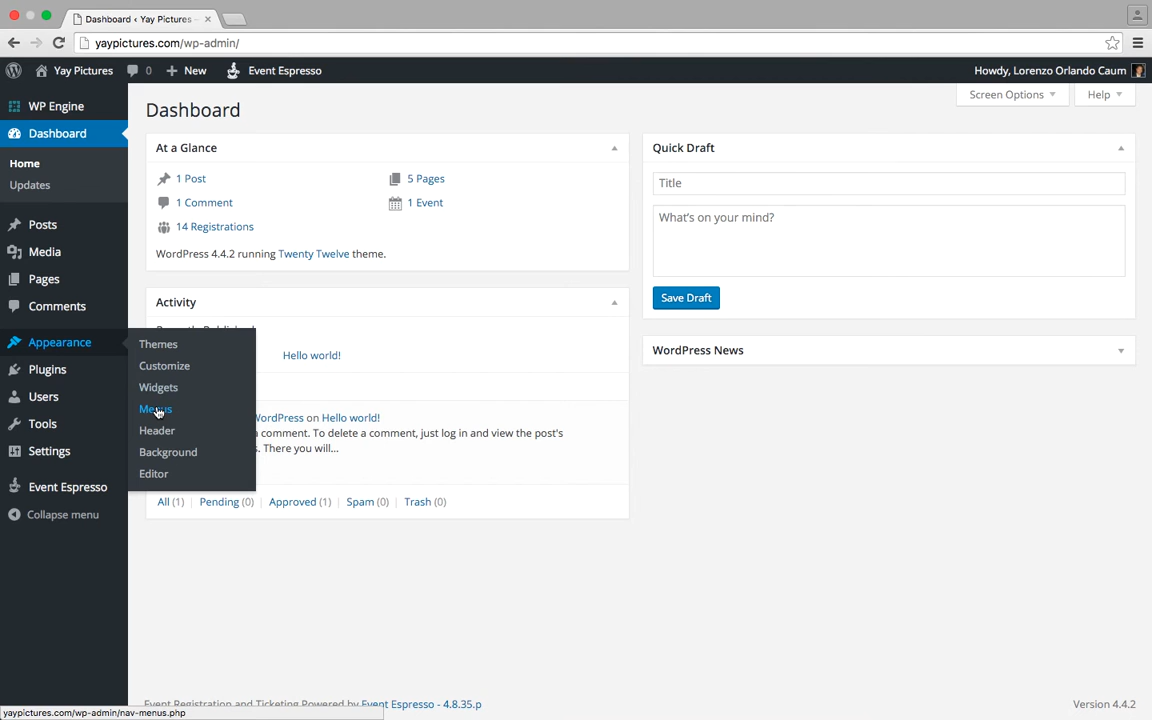 Dashboard ‹ Yay Pictures
yaypictures.com/wp-admin/
Yay Pictures
0
New
Event Espresso
Howdy, Lorenzo Orlando Caum
WP Engine
Dashboard
Home
Updates
Posts
Media
Pages
Comments
Appearance
Plugins
Users
Tools
Settings
Event Espresso
Collapse menu
Themes
Customize
Widgets
Menus
Header
Background
Editor
Dashboard
Screen Options
Help
At a Glance
1 Post
5 Pages
1 Comment
1 Event
14 Registrations
WordPress 4.4.2 running Twenty Twelve theme.
Activity
Hello world!
WordPress on Hello world!
a comment. To delete a comment, just log in and view the post's
s. There you will...
All (1) | Pending (0) | Approved (1) | Spam (0) | Trash (0)
Quick Draft
Title
What's on your mind?
Save Draft
WordPress News
Event Registration and Ticketing Powered by Event Espresso - 4.8.35.p
Version 4.4.2
yaypictures.com/wp-admin/nav-menus.php